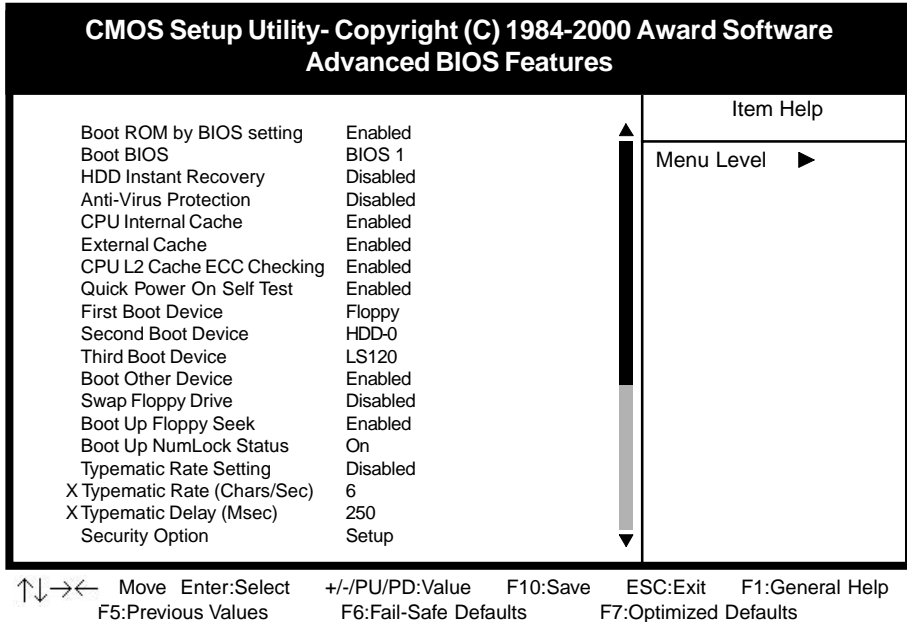 CMOS Setup Utility- Copyright (C) 1984-2000 Award Software
Advanced BIOS Features
Item Help
Menu Level ▶
Boot ROM by BIOS setting Enabled
Boot BIOS BIOS 1
HDD Instant Recovery Disabled
Anti-Virus Protection Disabled
CPU Internal Cache Enabled
External Cache Enabled
CPU L2 Cache ECC Checking Enabled
Quick Power On Self Test Enabled
First Boot Device Floppy
Second Boot Device HDD-0
Third Boot Device LS120
Boot Other Device Enabled
Swap Floppy Drive Disabled
Boot Up Floppy Seek Enabled
Boot Up NumLock Status On
Typematic Rate Setting Disabled
X Typematic Rate (Chars/Sec) 6
X Typematic Delay (Msec) 250
Security Option Setup
↑↓→← Move Enter:Select +/-/PU/PD:Value F10:Save ESC:Exit F1:General Help
F5:Previous Values F6:Fail-Safe Defaults F7:Optimized Defaults